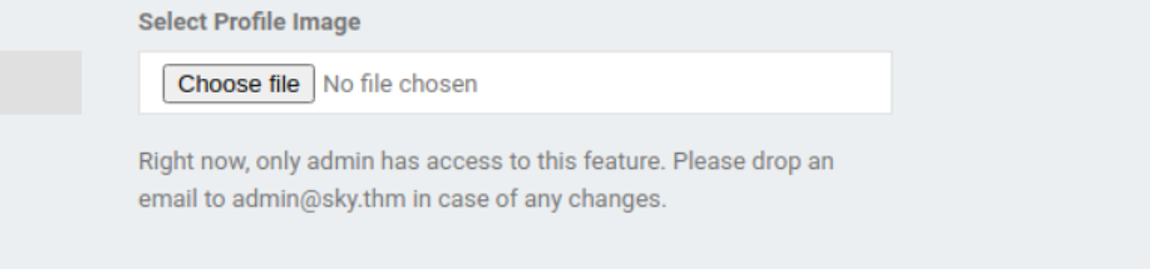 Select Profile Image
Choose file No file chosen
Right now, only admin has access to this feature. Please drop an
email to admin@sky.thm in case of any changes.